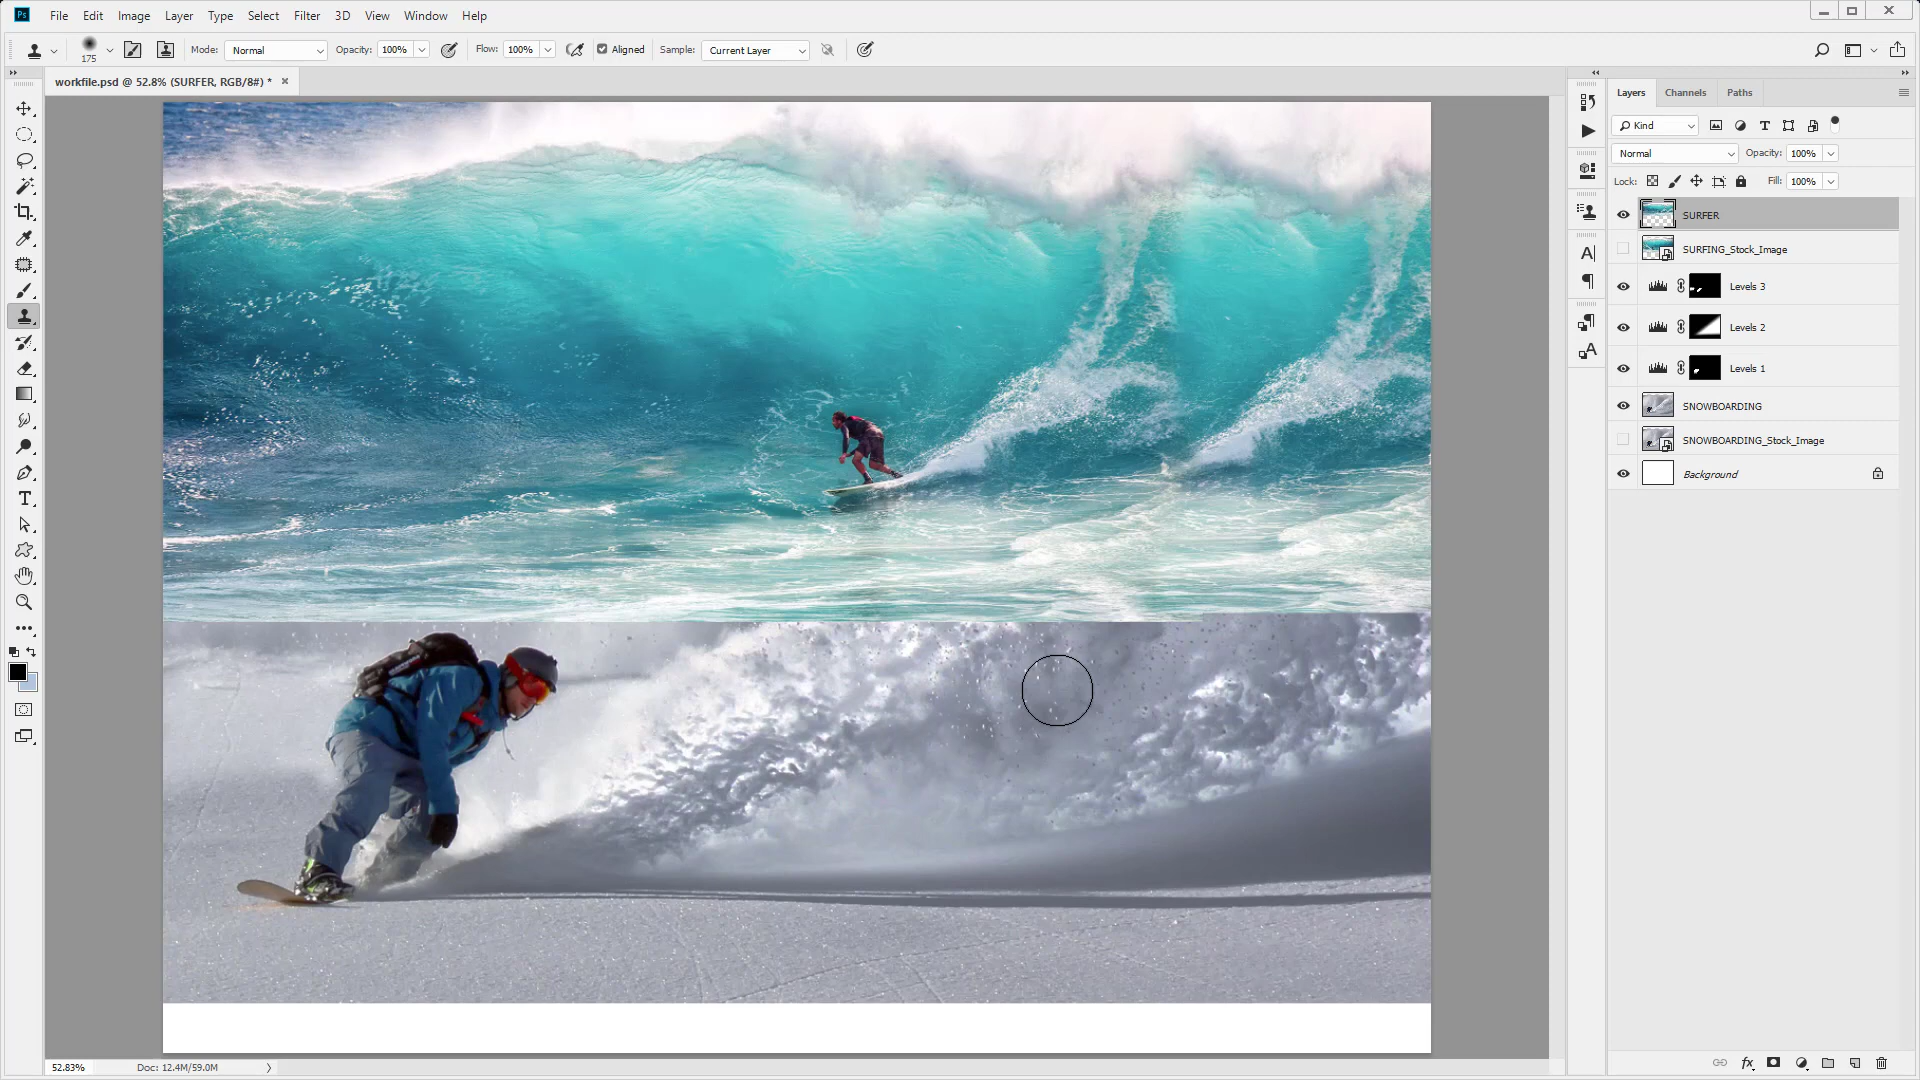 Ps File Edit Image Layer Type Select Filter 3D View Window Help
175 Mode: Normal Opacity: 100% Flow: 100% Aligned Sample: Current Layer
workfile.psd @ 52.8% (SURFER, RGB/8#) *
Layers Channels Paths
Kind
Normal Opacity: 100%
Lock: Fill: 100%
SURFER
SURFING_Stock_Image
Levels 3
Levels 2
Levels 1
SNOWBOARDING
SNOWBOARDING_Stock_Image
Background
52.83% Doc: 12.4M/59.0M